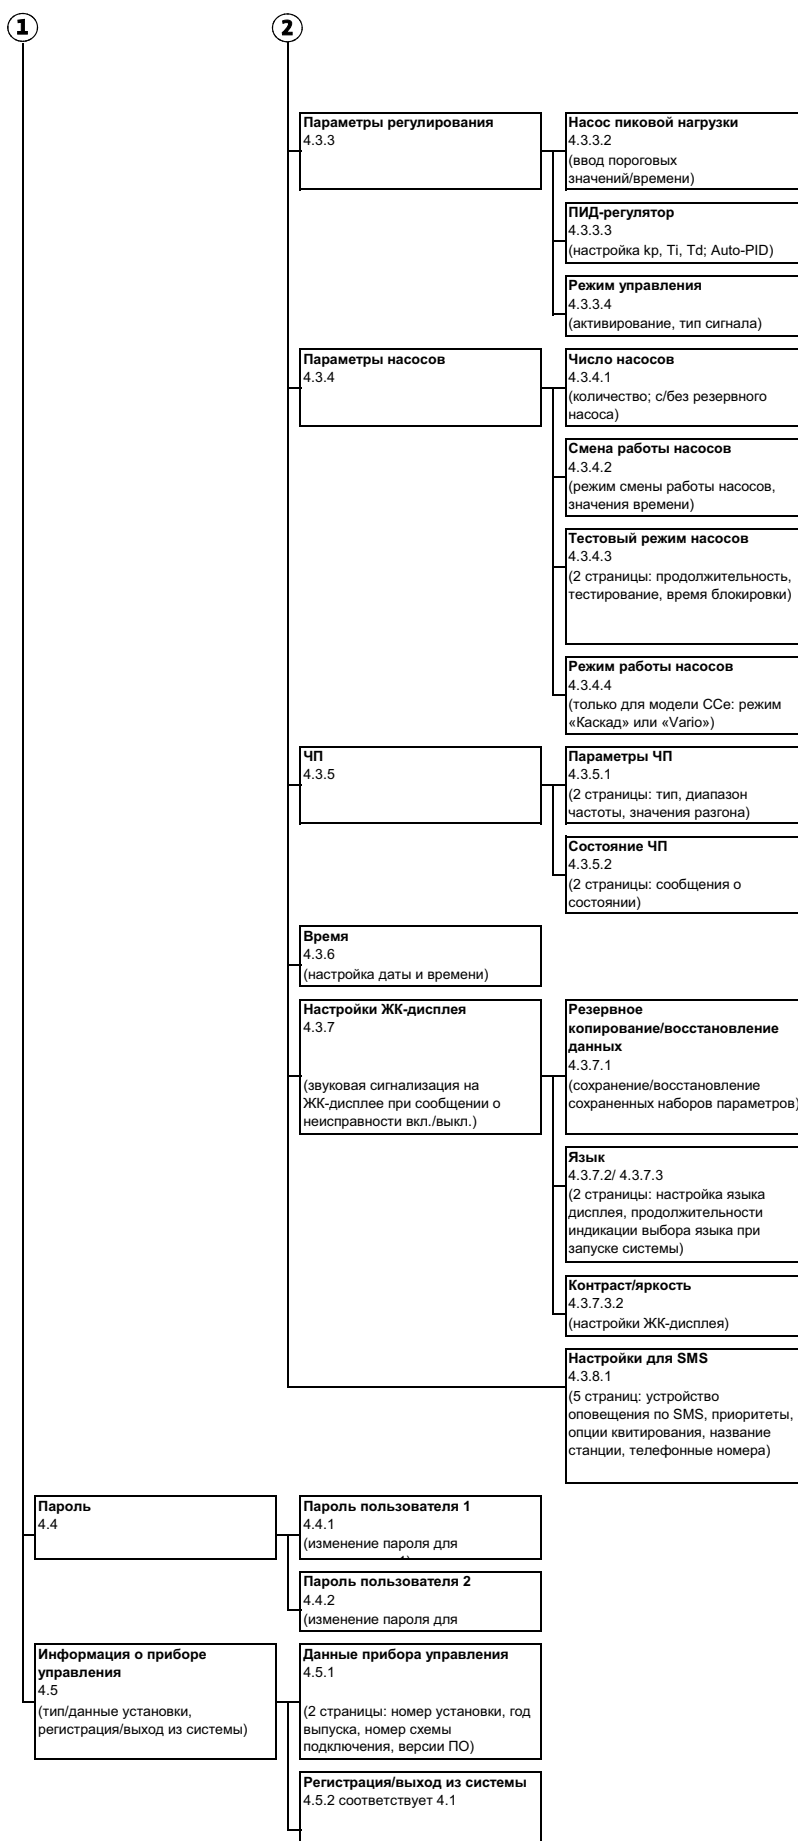 1
2
Параметры регулирования
4.3.3
Насос пиковой нагрузки
4.3.3.2
(ввод пороговых
значений/времени)
ПИД-регулятор
4.3.3.3
(настройка kp, Ti, Td; Auto-PID)
Режим управления
4.3.3.4
(активирование, тип сигнала)
Параметры насосов
4.3.4
Число насосов
4.3.4.1
(количество; с/без резервного
насоса)
Смена работы насосов
4.3.4.2
(режим смены работы насосов,
значения времени)
Тестовый режим насосов
4.3.4.3
(2 страницы: продолжительность,
тестирование, время блокировки)
Режим работы насосов
4.3.4.4
(только для модели CCe: режим
«Каскад» или «Vario»)
ЧП
4.3.5
Параметры ЧП
4.3.5.1
(2 страницы: тип, диапазон
частоты, значения разгона)
Состояние ЧП
4.3.5.2
(2 страницы: сообщения о
состоянии)
Время
4.3.6
(настройка даты и времени)
Настройки ЖК-дисплея
4.3.7
(звуковая сигнализация на
ЖК-дисплее при сообщении о
неисправности вкл./выкл.)
Резервное
копирование/восстановление
данных
4.3.7.1
(сохранение/восстановление
сохраненных наборов параметров)
Язык
4.3.7.2/ 4.3.7.3
(2 страницы: настройка языка
дисплея, продолжительности
индикации выбора языка при
запуске системы)
Контраст/яркость
4.3.7.3.2
(настройки ЖК-дисплея)
Настройки для SMS
4.3.8.1
(5 страниц: устройство
оповещения по SMS, приоритеты,
опции квитирования, название
станции, телефонные номера)
Пароль
4.4
Пароль пользователя 1
4.4.1
(изменение пароля для
Пароль пользователя 2
4.4.2
(изменение пароля для
Информация о приборе
управления
4.5
(тип/данные установки,
регистрация/выход из системы)
Данные прибора управления
4.5.1
(2 страницы: номер установки, год
выпуска, номер схемы
подключения, версии ПО)
Регистрация/выход из системы
4.5.2 соответствует 4.1